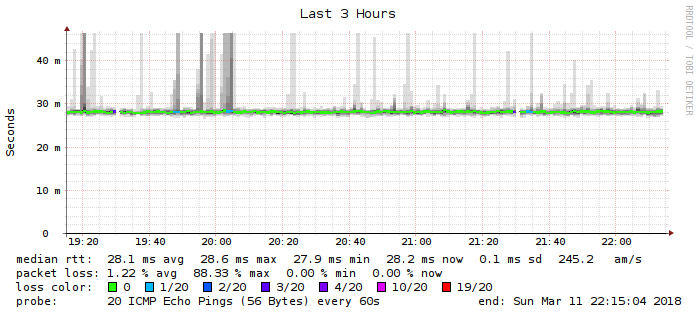 Last 3 Hours
RRDTOOL / TOBI OETIKER
Seconds
40 m
30 m
20 m
10 m
0
19:20 19:40 20:00 20:20 20:40 21:00 21:20 21:40 22:00
median rtt: 28.1 ms avg 28.6 ms max 27.9 ms min 28.2 ms now 0.1 ms sd 245.2 am/s
packet loss: 1.22 % avg 88.33 % max 0.00 % min 0.00 % now
loss color: 0 1/20 2/20 3/20 4/20 10/20 19/20
probe: 20 ICMP Echo Pings (56 Bytes) every 60s end: Sun Mar 11 22:15:04 2018